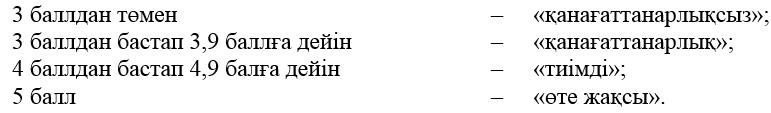 3 баллдан төмен – «қанағаттанарлықсыз»;
3 баллдан бастап 3,9 баллға дейін – «қанағаттанарлық»;
4 баллдан бастап 4,9 балға дейін – «тиімді»;
5 балл – «өте жақсы».